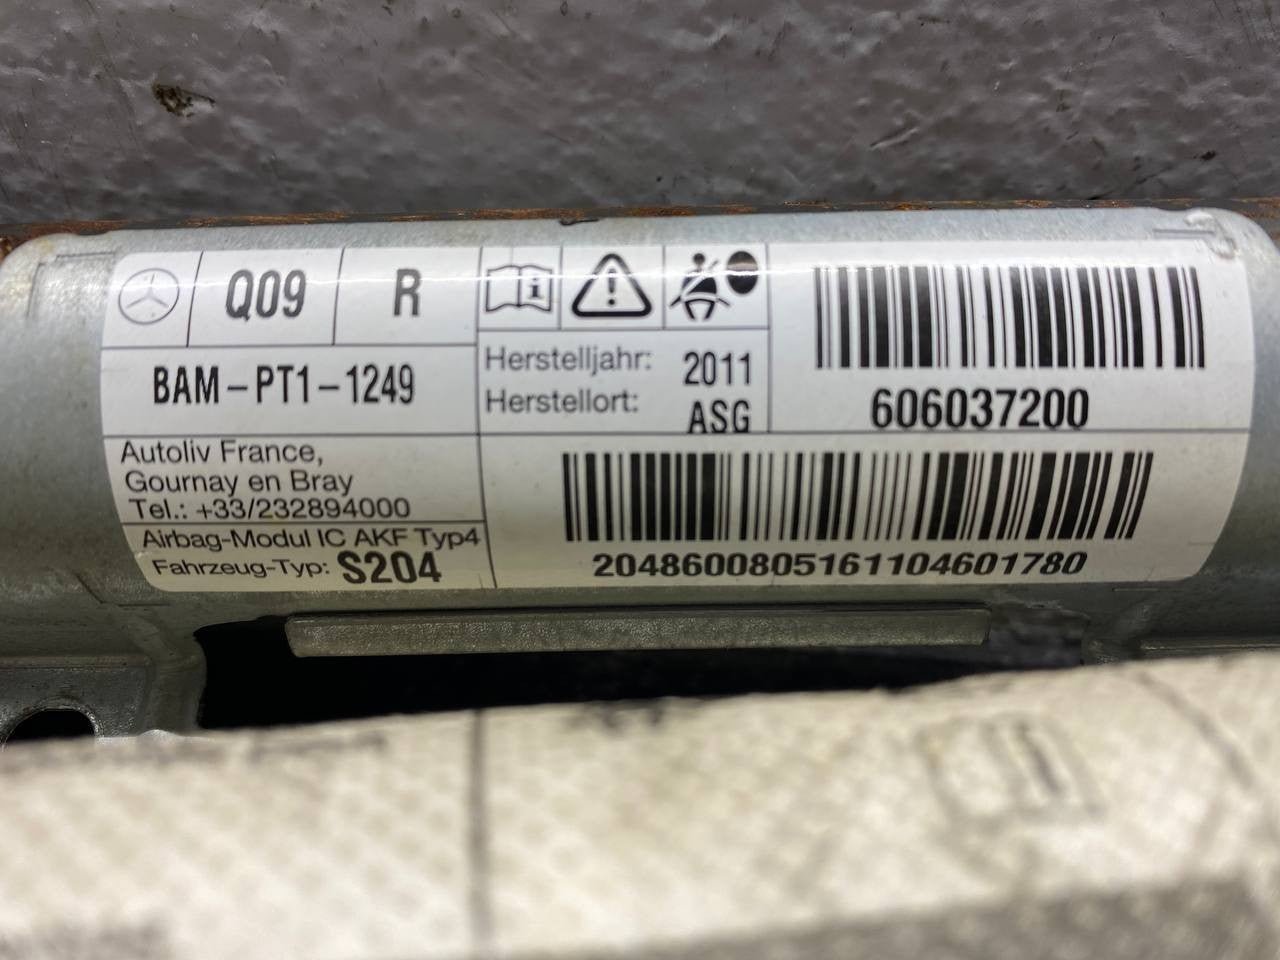 Q09 R
BAM-PT1-1249
Herstelljahr: 2011
Herstellort: ASG
606037200
Autoliv France,
Gournay en Bray
Tel.: +33/232894000
Airbag-Modul IC AKF Typ4
Fahrzeug-Typ: S204
2048600805161104601780